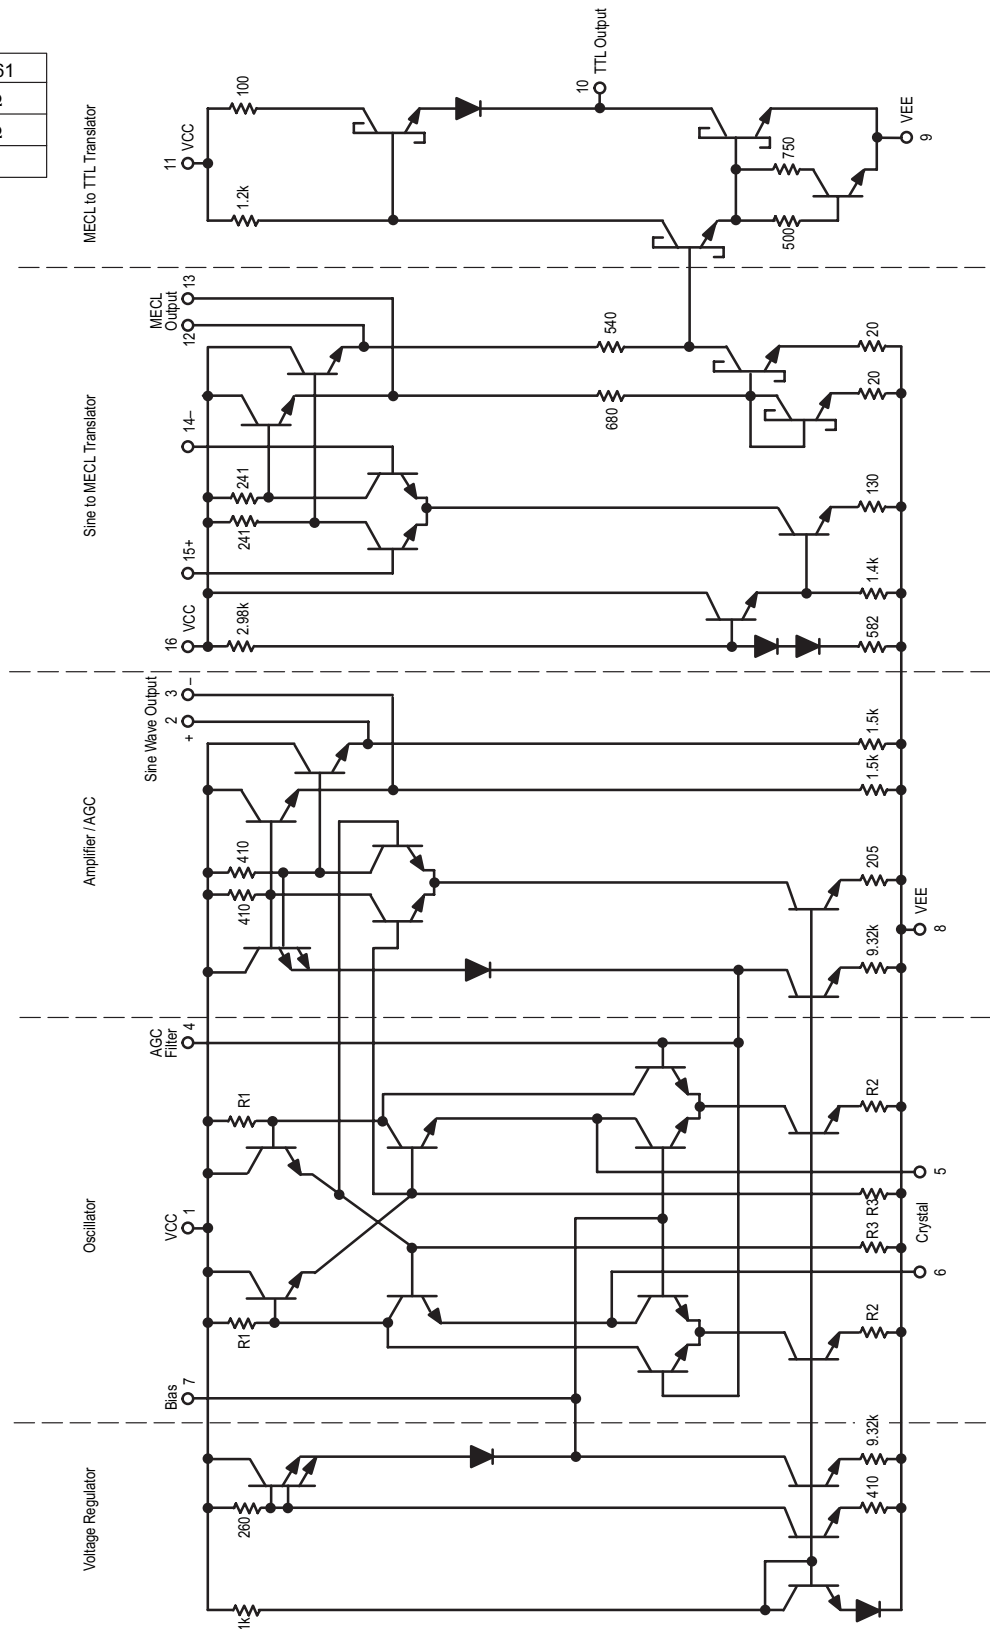 61
Ω
Ω
MECL to TTL Translator
11 VCC
100
1.2k
10 TTL Output
750
500
VEE
9
Sine to MECL Translator
MECL
Output
13
12
14–
15+
16 VCC
241
241
2.98k
540
680
20
20
130
1.4k
582
Amplifier / AGC
Sine Wave Output
3 –
2
+
410
410
1.5k
1.5k
205
9.32k
VEE
8
Oscillator
AGC
Filter 4
VCC 1
Bias 7
R1
R1
R2
R3
R3
R2
5
Crystal
6
Voltage Regulator
260
1k
9.32k
410